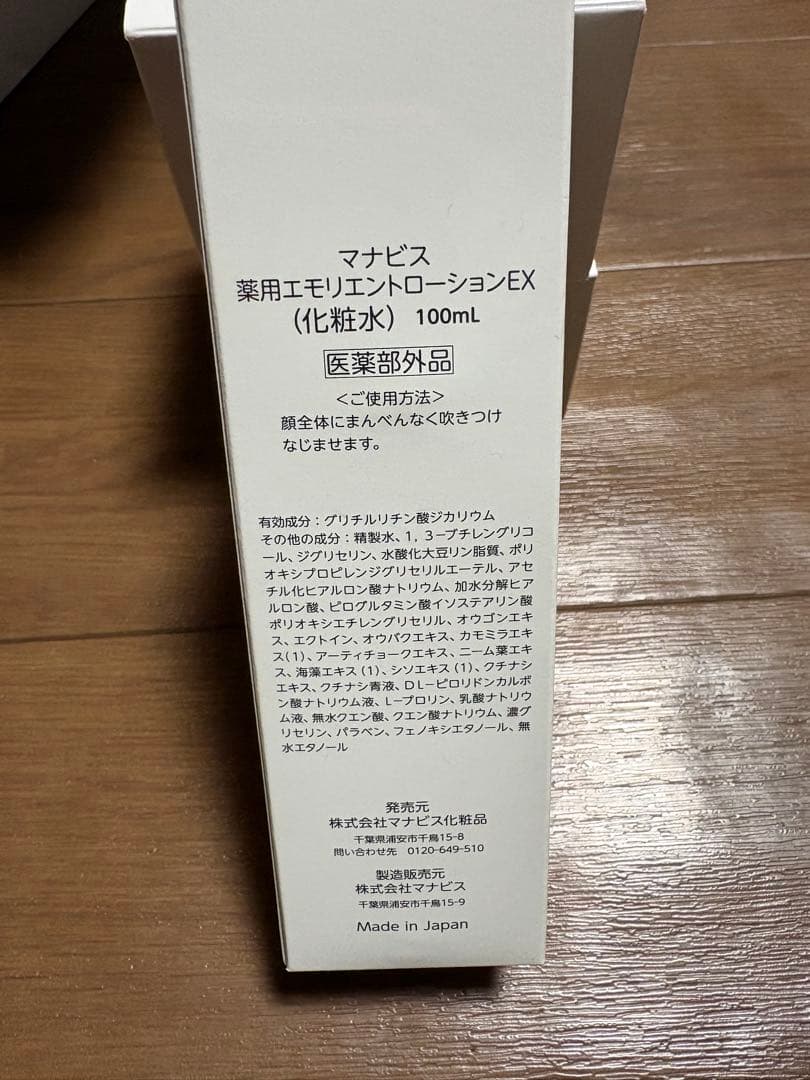 マナビス
薬用エモリエントローションEX
(化粧水) 100mL
医薬部外品
<ご使用方法>
顔全体にまんべんなく吹きつけ
なじませます。
有効成分：グリチルリチン酸ジカリウム
その他の成分：精製水、1, 3-ブチレングリコ
ール、ジグリセリン、水酸化大豆リン脂質、ポリ
オキシプロピレンジグリセリルエーテル、アセ
チル化ヒアルロン酸ナトリウム、加水分解ヒア
ルロン酸、ピログルタミン酸イソステアリン酸
ポリオキシエチレングリセリル、オウゴンエキ
ス、エクトイン、オウバクエキス、カモミラエキ
ス(1)、アーティチョークエキス、ニーム葉エキ
ス、海藻エキス(1)、シソエキス(1)、クチナシ
エキス、クチナシ青液、DL-ピロリドンカルボ
ン酸ナトリウム液、L-プロリン、乳酸ナトリウ
ム液、無水クエン酸、クエン酸ナトリウム、濃グ
リセリン、パラベン、フェノキシエタノール、無
水エタノール
発売元
株式会社マナビス化粧品
千葉県浦安市千鳥15-8
問い合わせ先 0120-649-510
製造販売元
株式会社マナビス
千葉県浦安市千鳥15-9
Made in Japan